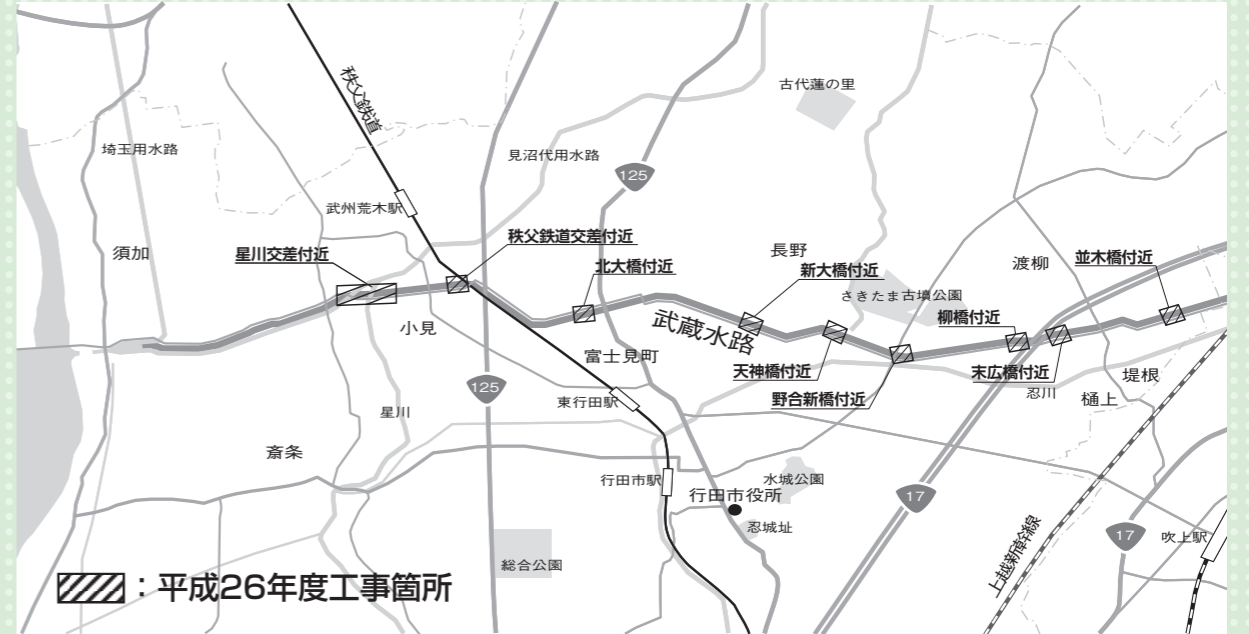 古代蓮の里
秩父鉄道
埼玉用水路
見沼代用水路
125
武州荒木駅
須加
星川交差付近
秩父鉄道交差付近
北大橋付近
長野
新大橋付近
さきたま古墳公園
渡柳
並木橋付近
柳橋付近
小見
武蔵水路
富士見町
天神橋付近
野合新橋付近
末広橋付近
忍川
堤根
樋上
125
東行田駅
星川
斎条
行田市駅
水城公園
行田市役所
忍城址
17
17
上越新幹線
吹上駅
総合公園
：平成26年度工事箇所